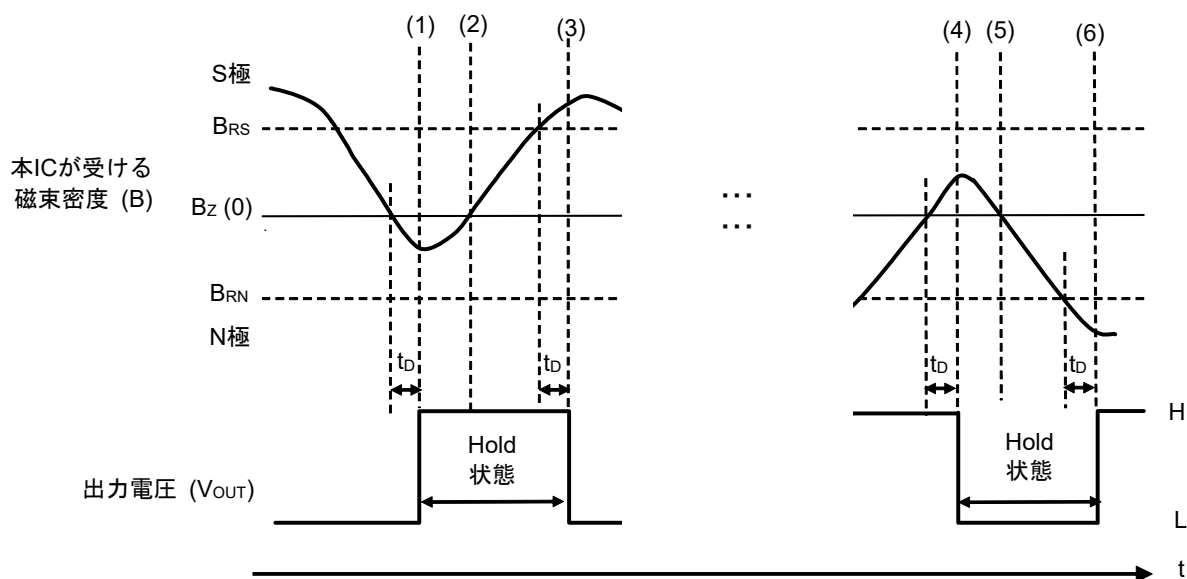 (1) (2) (3) (4) (5) (6)
S極
BRS
本ICが受ける
磁束密度 (B)
BZ (0)
...
...
BRN
N極
tD tD tD tD
H
Hold
状態
Hold
状態
出力電圧 (VOUT)
L
t